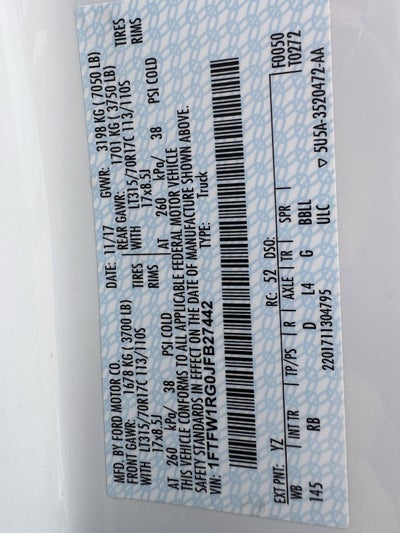 MFD. BY FORD MOTOR CO. DATE: 11/17 GVWR: 3198 KG ( 7050 LB)
FRONT GAWR: 1678 KG ( 3700 LB) REAR GAWR: 1701 KG ( 3750 LB)
WITH LT315/70R17C 113/110S TIRES WITH LT315/70R17C 113/110S TIRES
17x8.5J RIMS 17x8.5J RIMS
AT 260 kPa/ 38 PSI COLD AT 260 kPa/ 38 PSI COLD
THIS VEHICLE CONFORMS TO ALL APPLICABLE FEDERAL MOTOR VEHICLE
SAFETY STANDARDS IN EFFECT ON THE DATE OF MANUFACTURE SHOWN ABOVE.
VIN: 1FTFW1RG0JFB27442 TYPE: Truck
F0050
T0272
EXT PNT: YZ RC: 52 DSO:
WB INT TR TP/PS R AXLE TR SPR
145 RB D L4 G BBLL
ULC
2201711304795
▽ 5U5A-3520472-AA